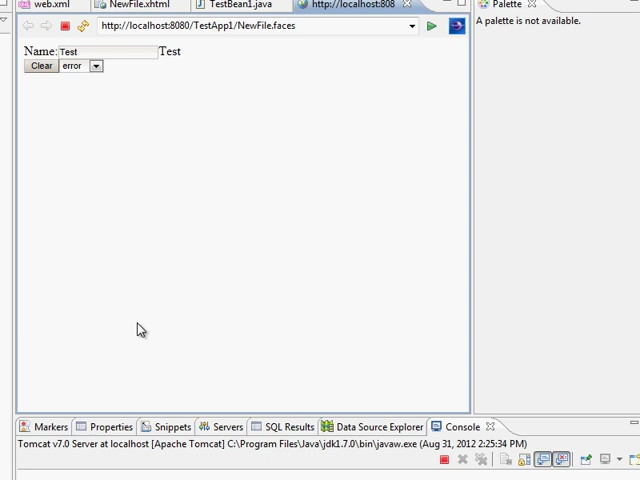 web.xml NewFile.xhtml TestBean1.java http://localhost:808 Palette
http://localhost:8080/TestApp1/NewFile.faces
A palette is not available.
Name: Test Test
Clear error
Markers Properties Snippets Servers SQL Results Data Source Explorer Console
Tomcat v7.0 Server at localhost [Apache Tomcat] C:\Program Files\Java\jdk1.7.0\bin\javaw.exe (Aug 31, 2012 2:25:34 PM)